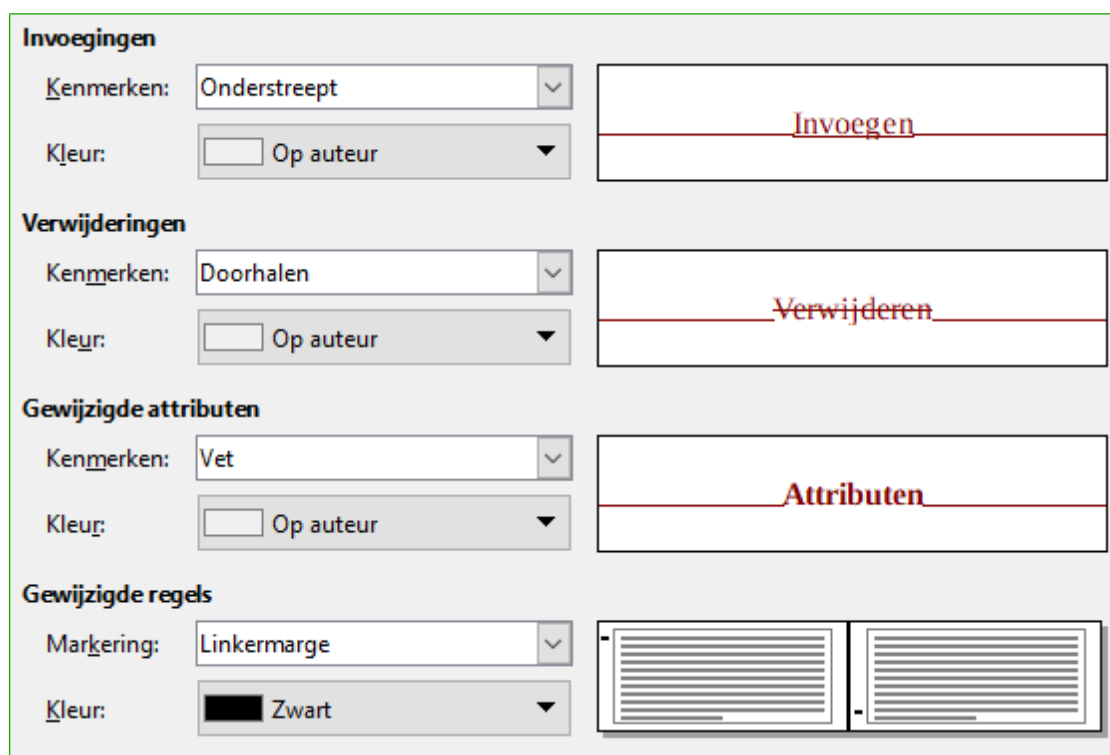 Invoegingen
Kenmerken: Onderstreept
Invoegen
Kleur: Op auteur
Verwijderingen
Kenmerken: Doorhalen
Verwijderen
Kleur: Op auteur
Gewijzigde attributen
Kenmerken: Vet
Attributen
Kleur: Op auteur
Gewijzigde regels
Markering: Linkermarge
Kleur: Zwart